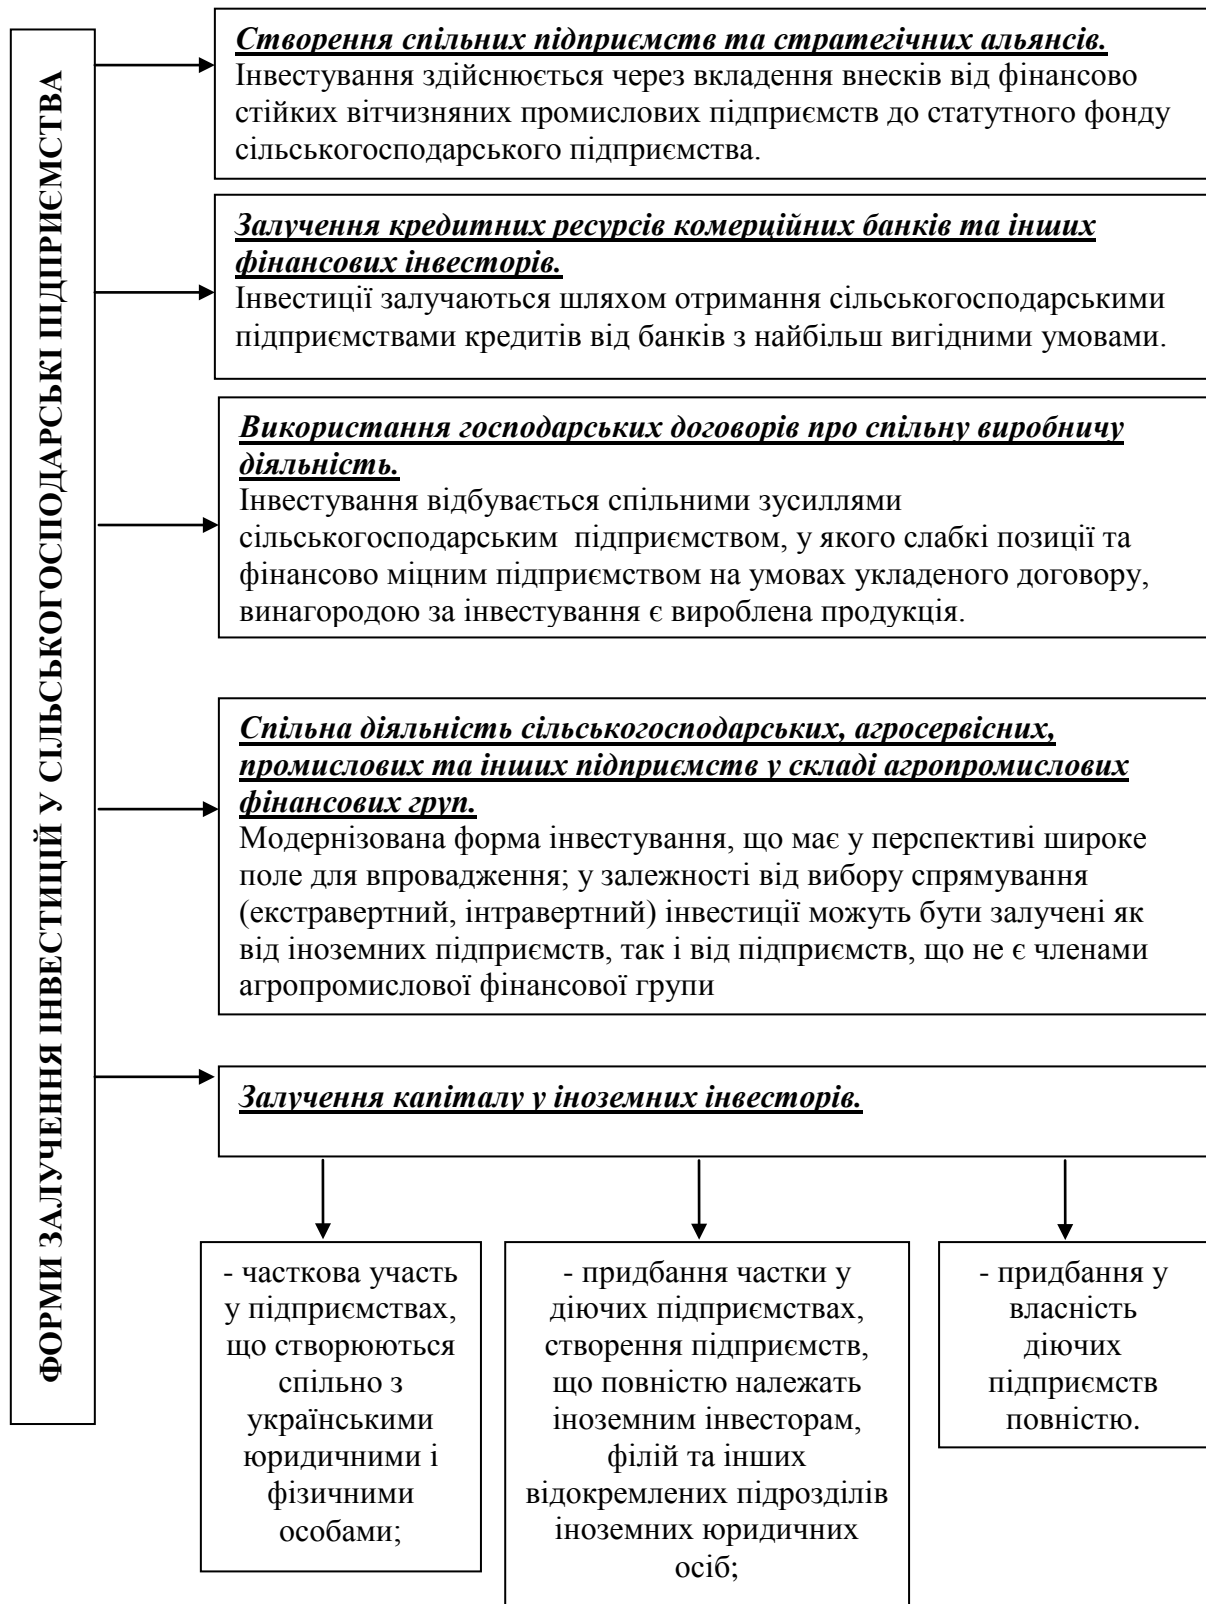 ФОРМИ ЗАЛУЧЕННЯ ІНВЕСТИЦІЙ У СІЛЬСЬКОГОСПОДАРСЬКІ ПІДПРИЄМСТВА
Створення спільних підприємств та стратегічних альянсів.
Інвестування здійснюється через вкладення внесків від фінансово
стійких вітчизняних промислових підприємств до статутного фонду
сільськогосподарського підприємства.
Залучення кредитних ресурсів комерційних банків та інших
фінансових інвесторів.
Інвестиції залучаються шляхом отримання сільськогосподарськими
підприємствами кредитів від банків з найбільш вигідними умовами.
Використання господарських договорів про спільну виробничу
діяльність.
Інвестування відбувається спільними зусиллями
сільськогосподарським підприємством, у якого слабкі позиції та
фінансово міцним підприємством на умовах укладеного договору,
винагородою за інвестування є вироблена продукція.
Спільна діяльність сільськогосподарських, агросервісних,
промислових та інших підприємств у складі агропромислових
фінансових груп.
Модернізована форма інвестування, що має у перспективі широке
поле для впровадження; у залежності від вибору спрямування
(екстравертний, інтравертний) інвестиції можуть бути залучені як
від іноземних підприємств, так і від підприємств, що не є членами
агропромислової фінансової групи
Залучення капіталу у іноземних інвесторів.
- часткова участь
у підприємствах,
що створюються
спільно з
українськими
юридичними і
фізичними
особами;
- придбання частки у
діючих підприємствах,
створення підприємств,
що повністю належать
іноземним інвесторам,
філій та інших
відокремлених підрозділів
іноземних юридичних
осіб;
- придбання у
власність
діючих
підприємств
повністю.